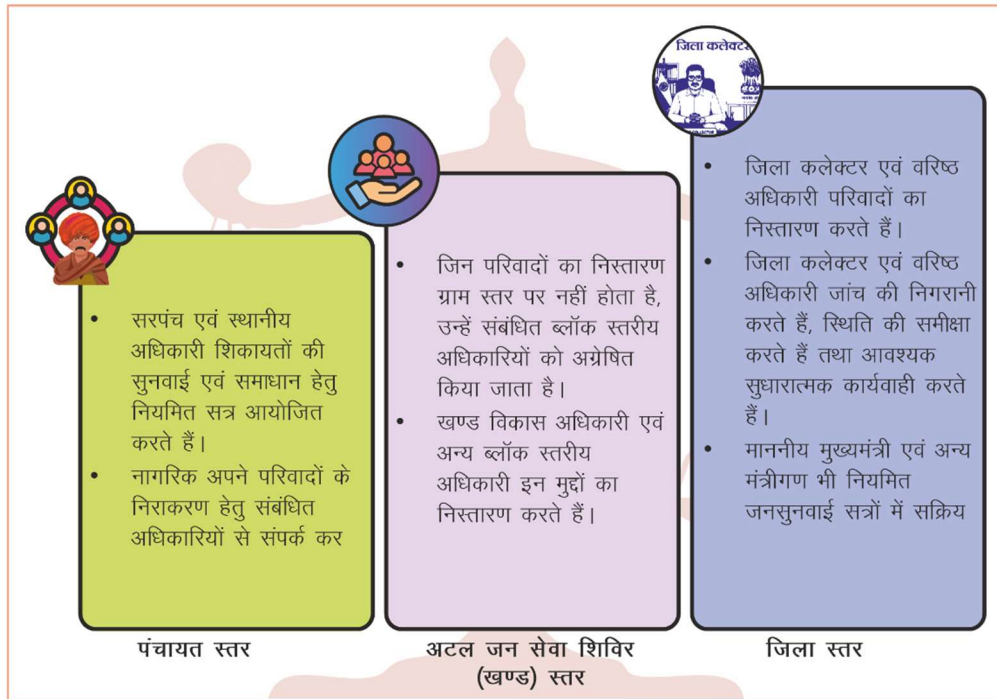 सरपंच एवं स्थानीय
अधिकारी शिकायतों की
सुनवाई एवं समाधान हेतु
नियमित सत्र आयोजित
करते हैं।
नागरिक अपने परिवादों के
निराकरण हेतु संबंधित
अधिकारियों से संपर्क कर
पंचायत स्तर
जिन परिवादों का निस्तारण
ग्राम स्तर पर नहीं होता है,
उन्हें संबंधित ब्लॉक स्तरीय
अधिकारियों को अग्रेषित
किया जाता है।
खण्ड विकास अधिकारी एवं
अन्य ब्लॉक स्तरीय
अधिकारी इन मुद्दों का
निस्तारण करते हैं।
अटल जन सेवा शिविर
(खण्ड) स्तर
जिला कलेक्टर
जिला कलेक्टर एवं वरिष्ठ
अधिकारी परिवादों का
निस्तारण करते हैं।
जिला कलेक्टर एवं वरिष्ठ
अधिकारी जांच की निगरानी
करते हैं, स्थिति की समीक्षा
करते हैं तथा आवश्यक
सुधारात्मक कार्यवाही करते
हैं।
माननीय मुख्यमंत्री एवं अन्य
मंत्रीगण भी नियमित
जनसुनवाई सत्रों में सक्रिय
जिला स्तर